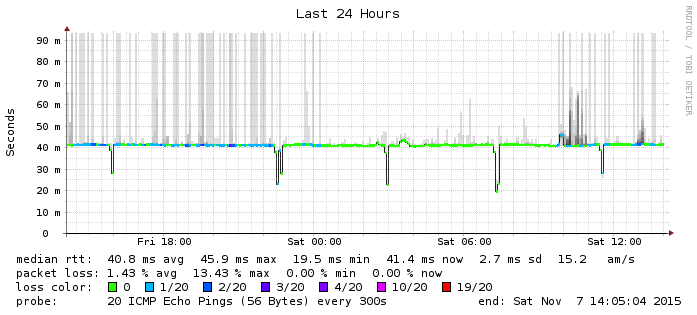 Last 24 Hours
RRDTOOL / TOBI OETIKER
Seconds
90 m
80 m
70 m
60 m
50 m
40 m
30 m
20 m
10 m
0
Fri 18:00 Sat 00:00 Sat 06:00 Sat 12:00
median rtt: 40.8 ms avg 45.9 ms max 19.5 ms min 41.4 ms now 2.7 ms sd 15.2 am/s
packet loss: 1.43 % avg 13.43 % max 0.00 % min 0.00 % now
loss color: 0 1/20 2/20 3/20 4/20 10/20 19/20
probe: 20 ICMP Echo Pings (56 Bytes) every 300s end: Sat Nov 7 14:05:04 2015